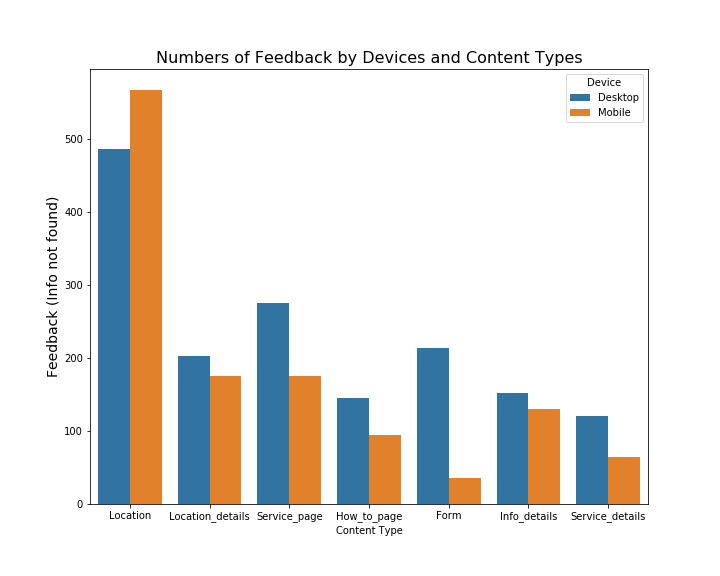 Numbers of Feedback by Devices and Content Types
Device
Desktop
Mobile
Feedback (Info not found)
500
400
300
200
100
0
Location Location_details Service_page How_to_page Form Info_details Service_details
Content Type